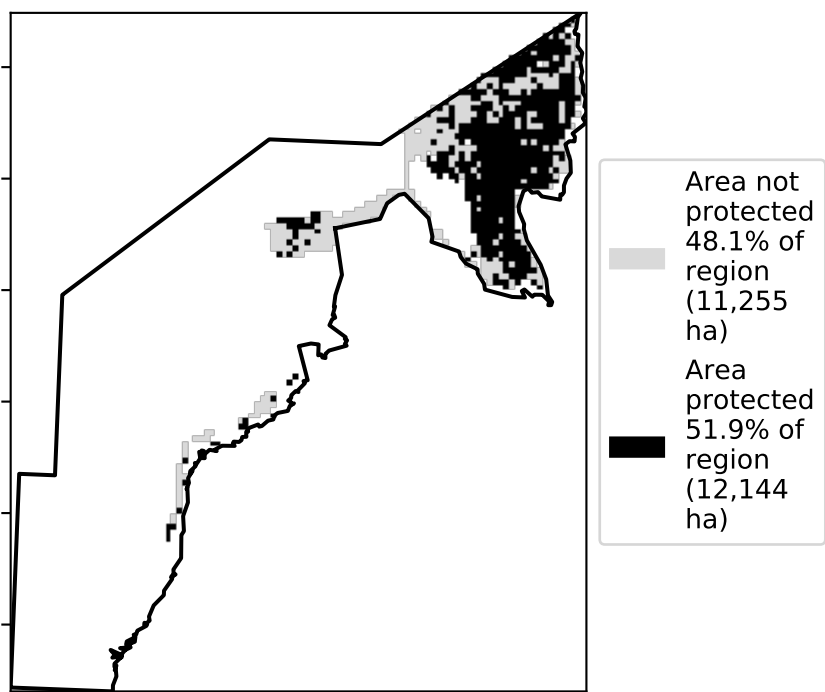 Area not
protected
48.1% of
region
(11,255
ha)
Area
protected
51.9% of
region
(12,144
ha)